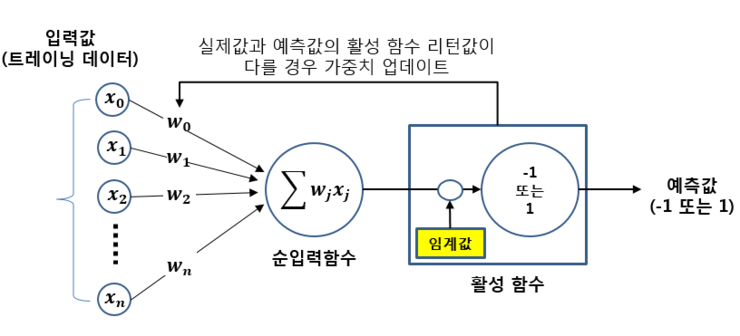 입력값
(트레이닝 데이터)
실제값과 예측값의 활성 함수 리턴값이
다를 경우 가중치 업데이트
x₀
w₀
x₁
w₁
x₂
w₂
xₙ
wₙ
∑ wⱼxⱼ
순입력함수
-1
또는
1
임계값
활성 함수
예측값
(-1 또는 1)